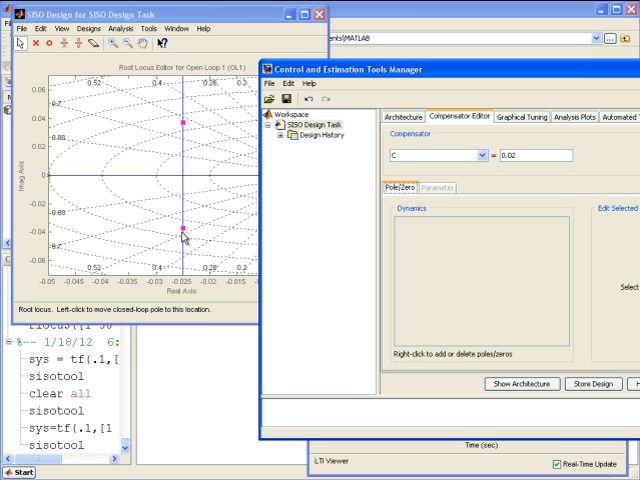 SISO Design for SISO Design Task
File Edit View Designs Analysis Tools Window Help
ents\MATLAB
Root Locus Editor for Open Loop 1 (OL1)
0.52 0.4 0.28 0.2
0.06
0.7
0.04
0.88
0.02
0
-0.02
0.88
-0.04
-0.06
0.7
0.52 0.4 0.28 0.2
-0.05 -0.045 -0.04 -0.035 -0.03 -0.025 -0.02 -0.015 -0.01
Imag Axis
Real Axis
Root locus. Left-click to move closed-loop pole to this location.
Control and Estimation Tools Manager
File Edit Help
Workspace
SISO Design Task
Design History
Architecture Compensator Editor Graphical Tuning Analysis Plots Automated
Compensator
C = 0.02
Pole/Zero Parameter
Dynamics
Edit Selected
Select
Right-click to add or delete poles/zeros
Show Architecture Store Design H
%-- 1/18/12 6:
sys = tf(.1,[
sisotool
clear all
sisotool
sys=tf(.1,[1
sisotool
Time (sec)
LTI Viewer
Real-Time Update
Start